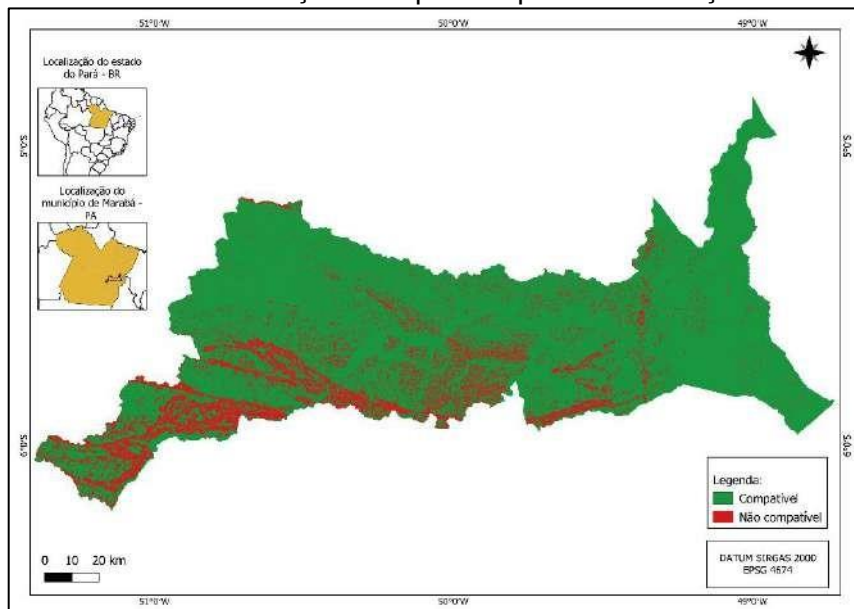 51°0'W 50°0'W 49°0'W
Localização do estado
do Pará - BR
Localização do
município de Marabá -
PA
5°0'S
5°0'S
6°0'S
6°0'S
Legenda:
Compatível
Não compatível
0 10 20 km
DATUM SIRGAS 2000
EPSG 4674
51°0'W 50°0'W 49°0'W